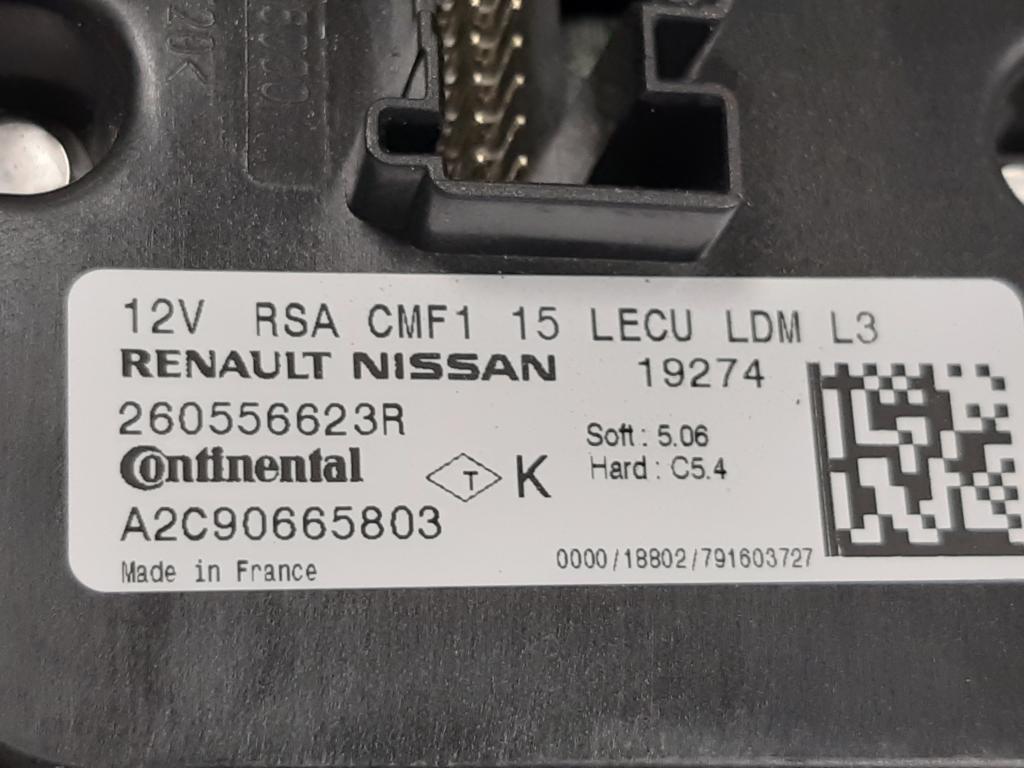 12V RSA CMF1 15 LECU LDM L3
RENAULT NISSAN 19274
260556623R
Continental
T K
Soft : 5.06
Hard : C5.4
A2C90665803
Made in France
0000/18802/791603727